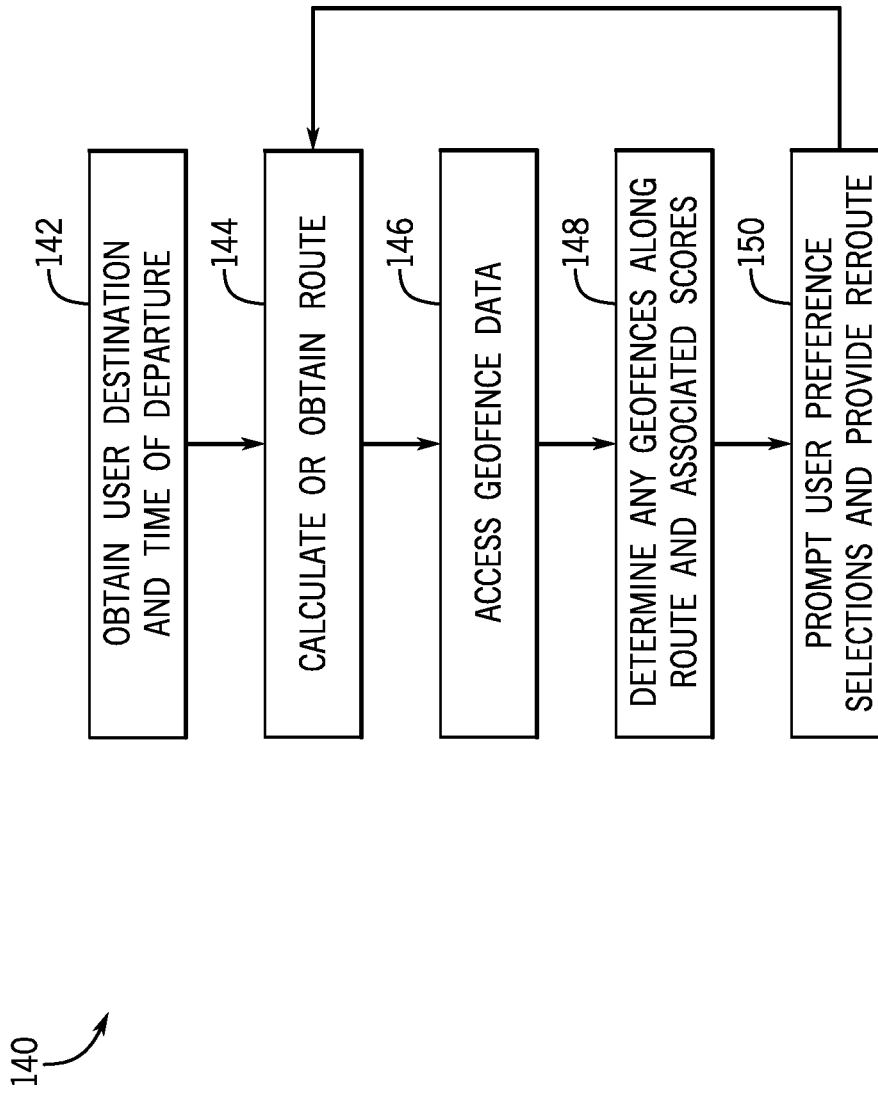 140
142
OBTAIN USER DESTINATION
AND TIME OF DEPARTURE
144
CALCULATE OR OBTAIN ROUTE
146
ACCESS GEOFENCE DATA
148
DETERMINE ANY GEOFENCES ALONG
ROUTE AND ASSOCIATED SCORES
150
PROMPT USER PREFERENCE
SELECTIONS AND PROVIDE REROUTE